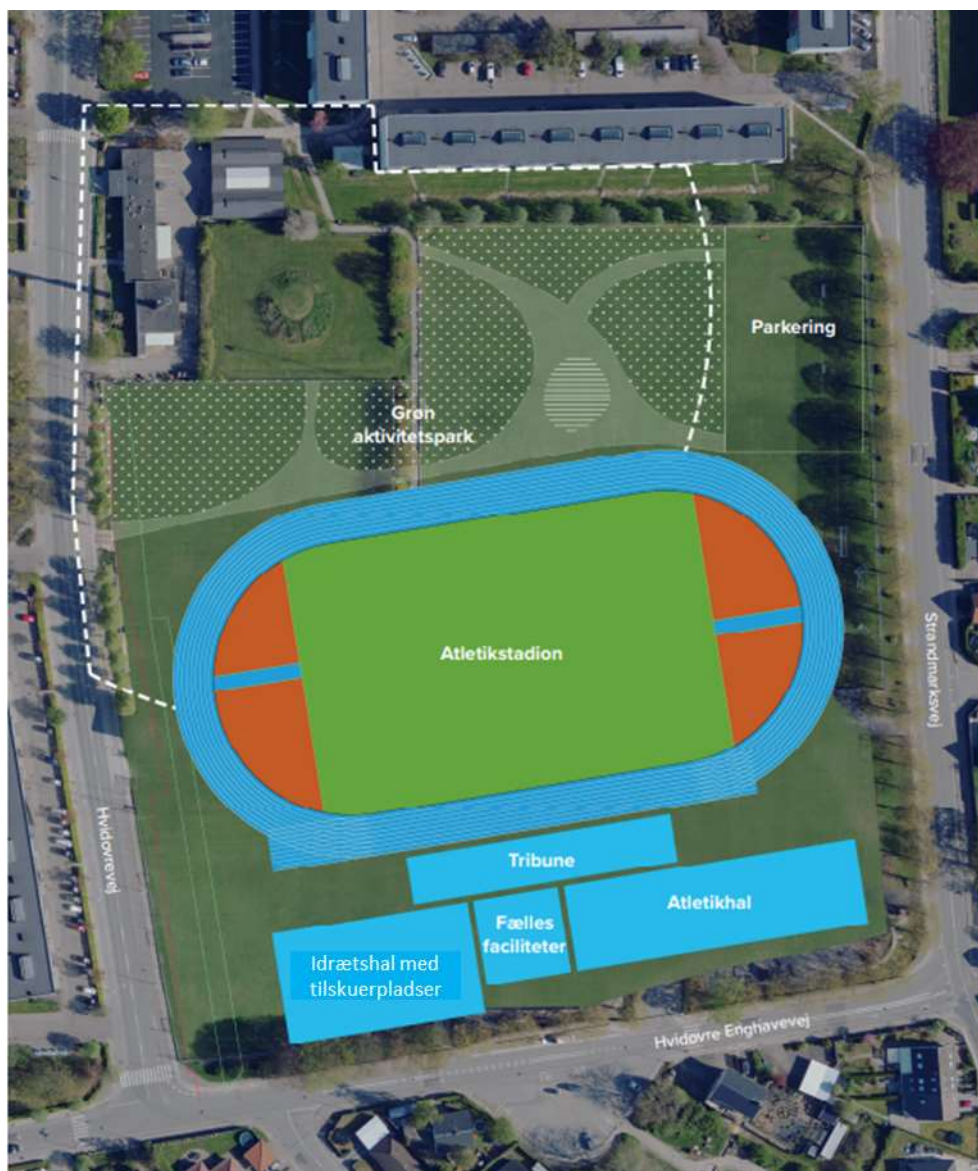 Parkering
Grøn
aktivitetspark
Atletikstadion
Strandmarksvej
Hvidovrevej
Tribune
Atletikhal
Fælles
faciliteter
Idrætshal med
tilskuerpladser
Hvidovre Enghavevej